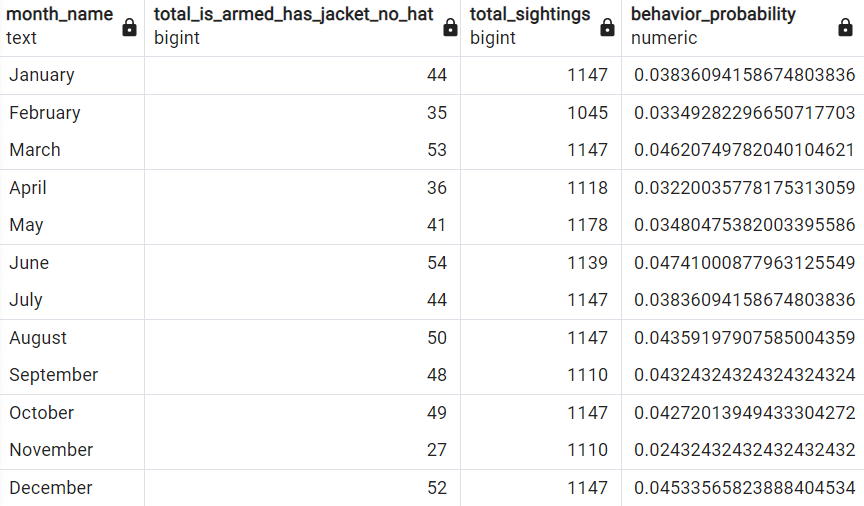 month_name total_is_armed_has_jacket_no_hat total_sightings behavior_probability
text bigint bigint numeric
January 44 1147 0.03836094158674803836
February 35 1045 0.03349282296650717703
March 53 1147 0.04620749782040104621
April 36 1118 0.03220035778175313059
May 41 1178 0.03480475382003395586
June 54 1139 0.04741000877963125549
July 44 1147 0.03836094158674803836
August 50 1147 0.04359197907585004359
September 48 1110 0.04324324324324324324
October 49 1147 0.04272013949433304272
November 27 1110 0.02432432432432432432
December 52 1147 0.04533565823888404534